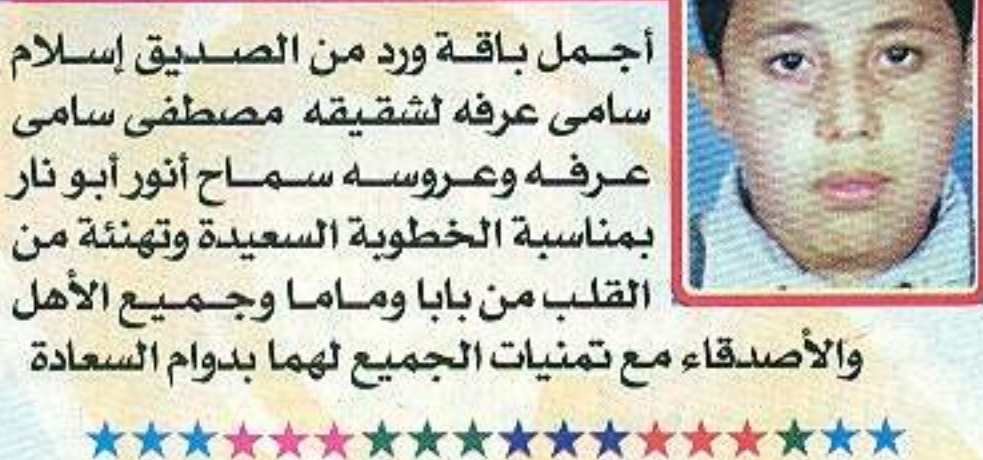 أجمل باقة ورد من الصديق إسلام
سامى عرفه لشقيقه مصطفى سامى
عرفه وعروسه سماح أنور أبو نار
بمناسبة الخطوبة السعيدة وتهنئة من
القلب من بابا وماما وجميع الأهل
والأصدقاء مع تمنيات الجميع لهما بدوام السعادة